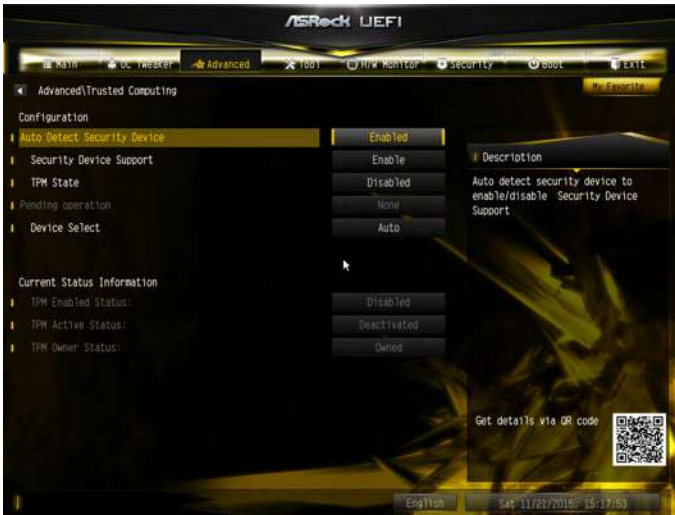 ASRock UEFI
Main OC Tweaker Advanced Tool H/W Monitor Security Boot Exit
Advanced\Trusted Computing My Favorite
Configuration
Auto Detect Security Device Enabled
Security Device Support Enable
TPM State Disabled
Pending operation None
Device Select Auto
Current Status Information
TPM Enabled Status: Disabled
TPM Active Status: Deactivated
TPM Owner Status: Owned
Description
Auto detect security device to
enable/disable Security Device
Support
Get details via QR code
English Sat 11/21/2015, 15:17:53